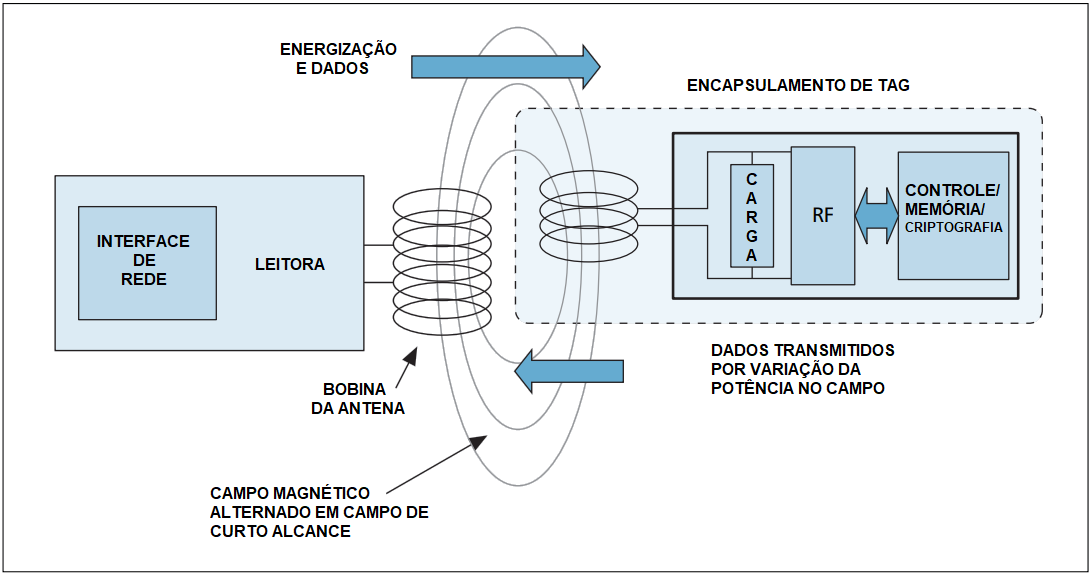 ENERGIZAÇÃO
E DADOS
ENCAPSULAMENTO DE TAG
INTERFACE
DE
REDE
LEITORA
C
A
R
G
A
RF
CONTROLE/
MEMÓRIA/
CRIPTOGRAFIA
BOBINA
DA ANTENA
DADOS TRANSMITIDOS
POR VARIAÇÃO DA
POTÊNCIA NO CAMPO
CAMPO MAGNÉTICO
ALTERNADO EM CAMPO DE
CURTO ALCANCE